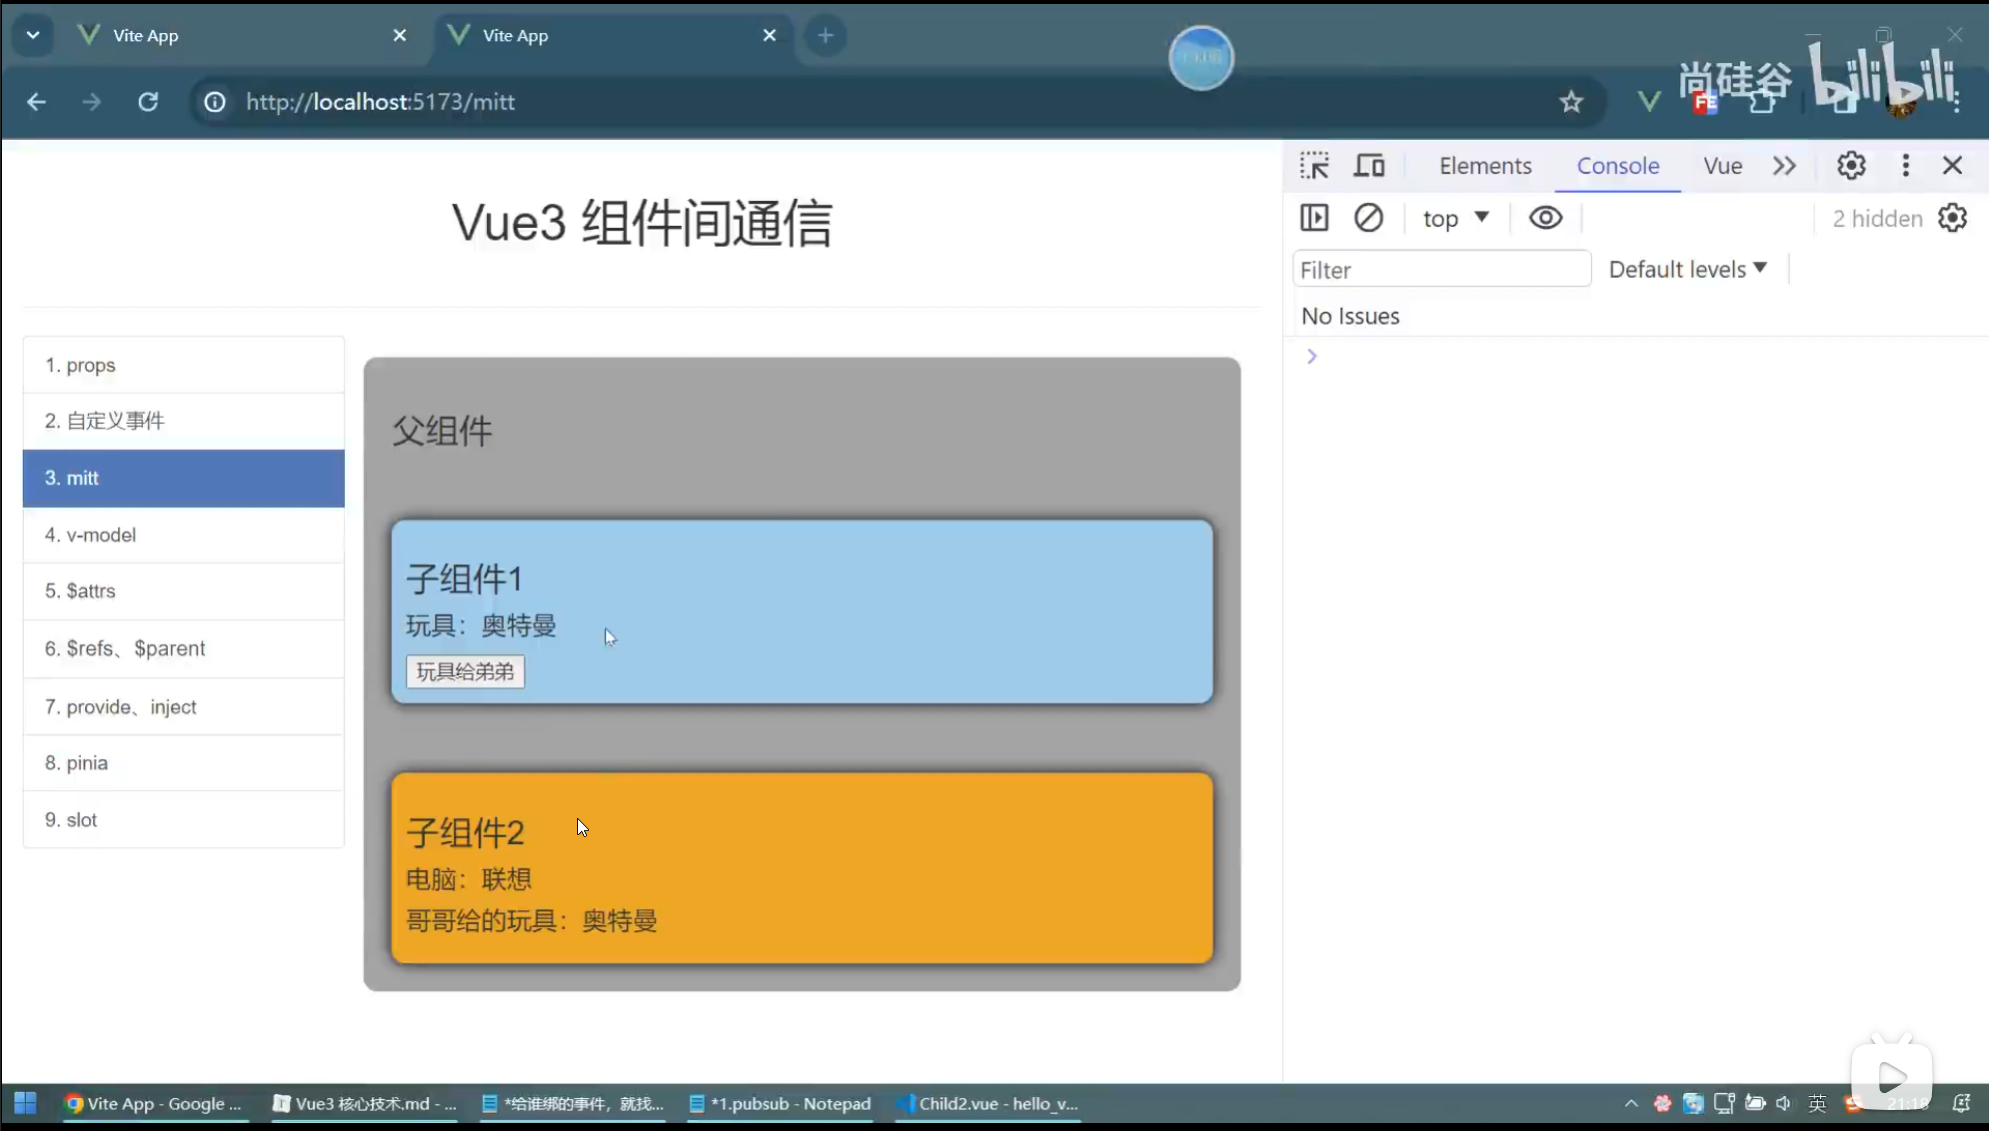 Vite App
Vite App
http://localhost:5173/mitt
尚硅谷 bilibili
FE
Elements Console Vue
top
2 hidden
Filter
Default levels
No Issues
Vue3 组件间通信
1. props
2. 自定义事件
3. mitt
4. v-model
5. $attrs
6. $refs、$parent
7. provide、inject
8. pinia
9. slot
父组件
子组件1
玩具：奥特曼
玩具给弟弟
子组件2
电脑：联想
哥哥给的玩具：奥特曼
Vite App - Google ...
Vue3 核心技术.md - ...
*给谁绑的事件，就找...
*1.pubsub - Notepad
Child2.vue - hello_v...
英
21:18